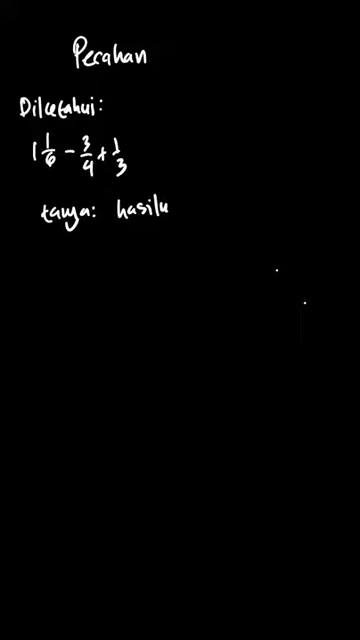 Pecahan
Diketahui:
1 1/6 - 3/4 + 1/3
tanya: hasilu